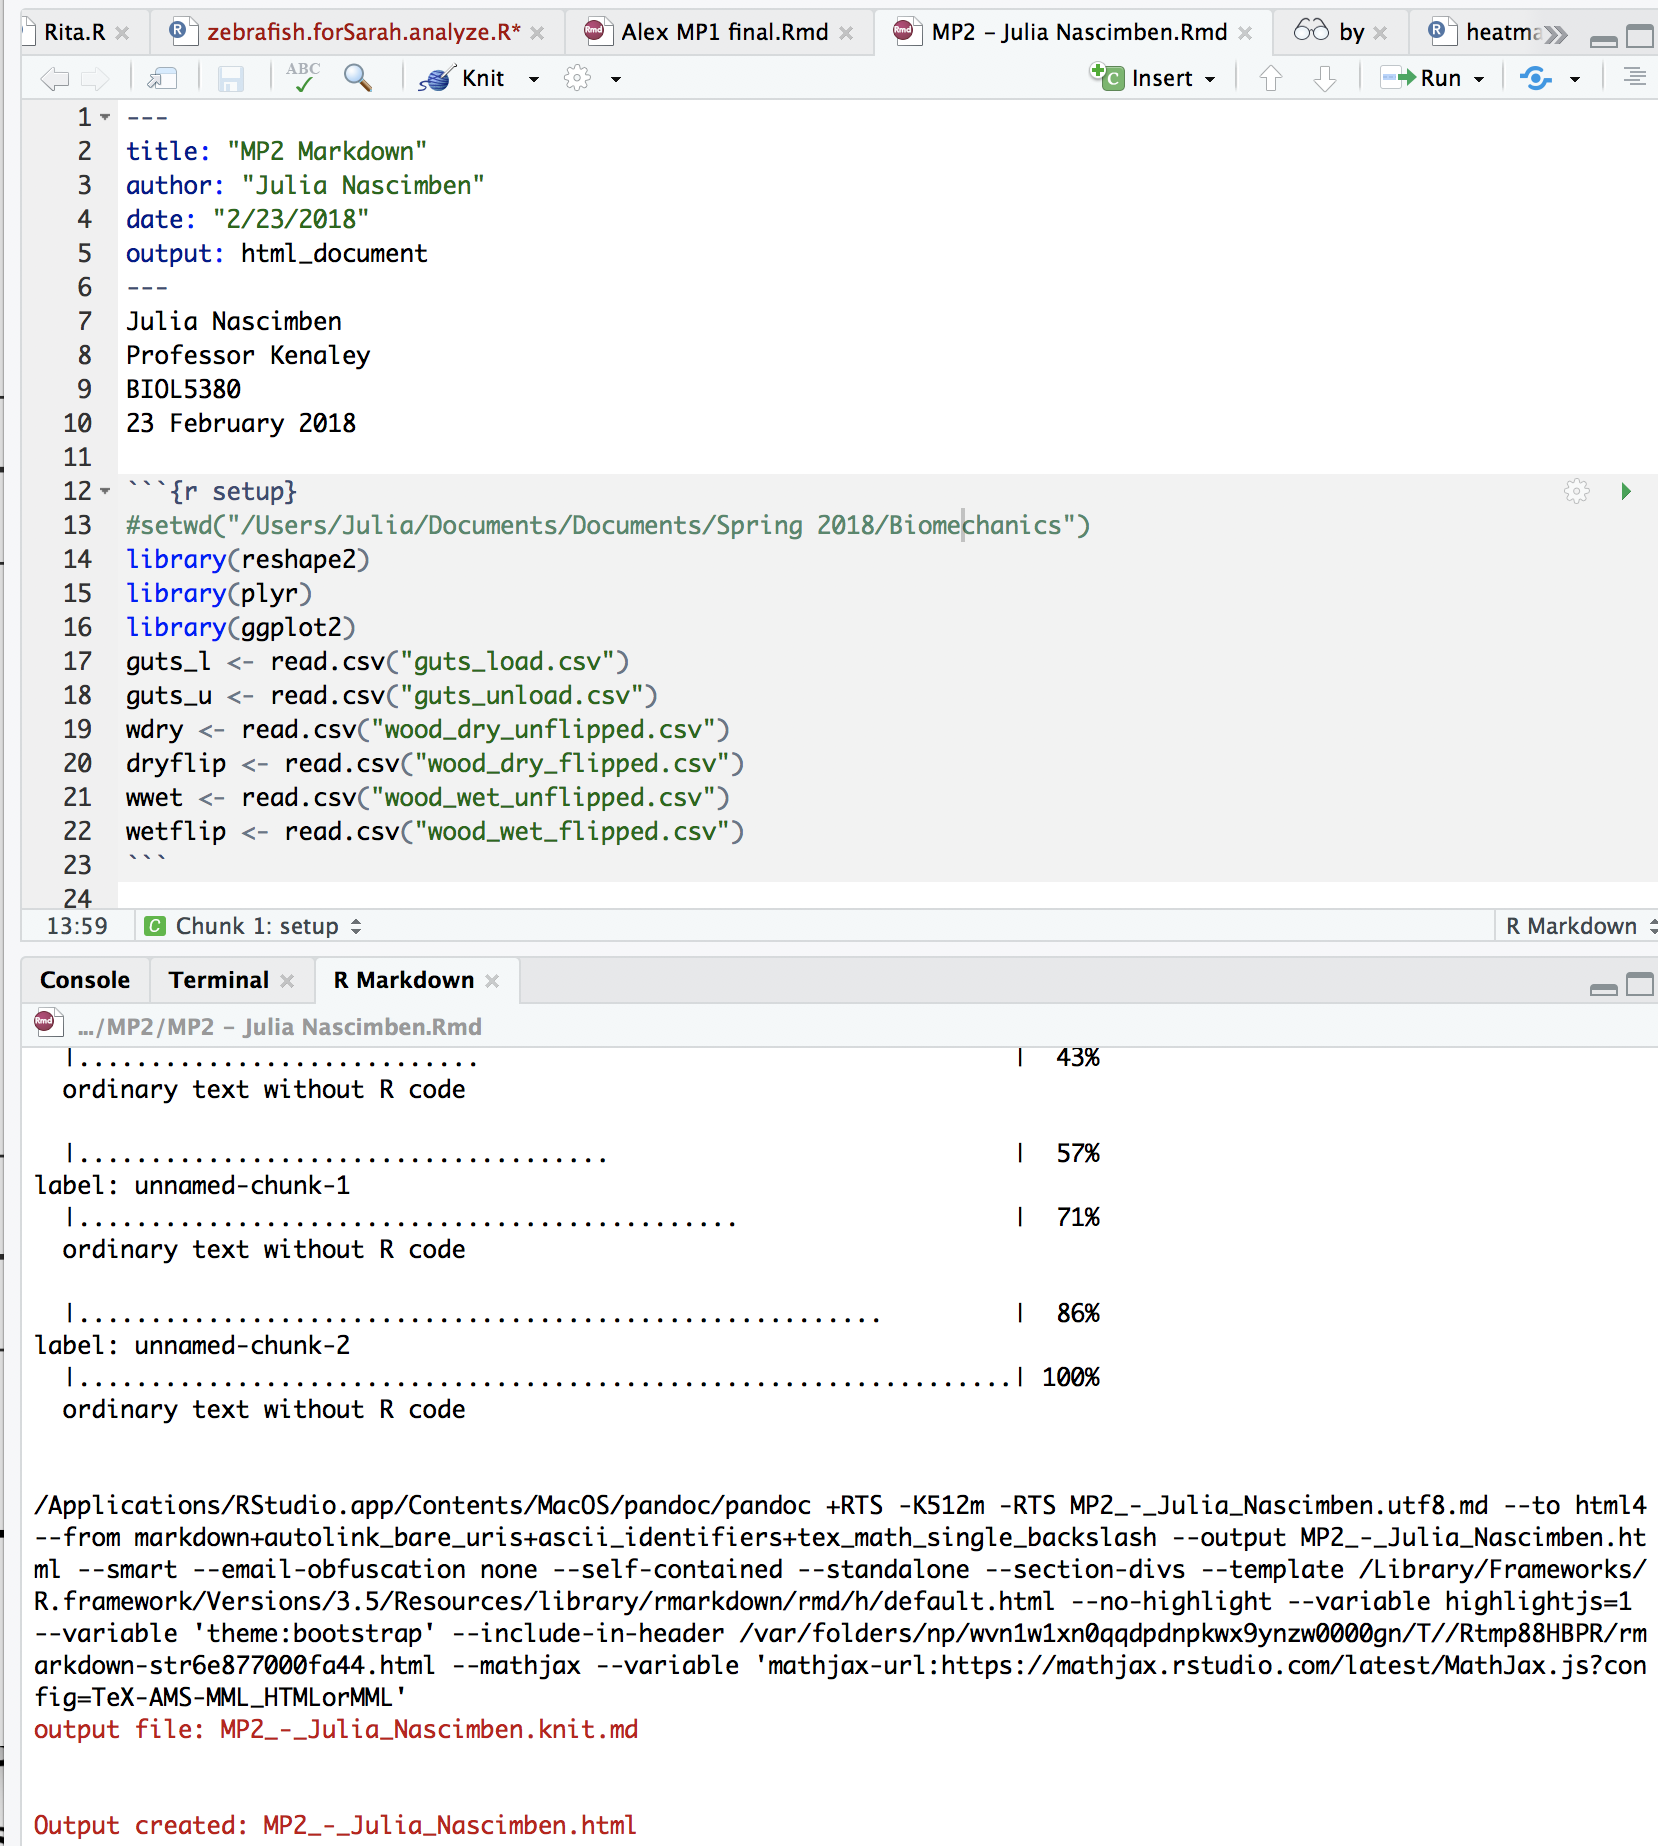 Rita.R zebrafish.forSarah.analyze.R* Alex MP1 final.Rmd MP2 – Julia Nascimben.Rmd by heatma
ABC Knit Insert Run
1 ---
2 title: "MP2 Markdown"
3 author: "Julia Nascimben"
4 date: "2/23/2018"
5 output: html_document
6 ---
7 Julia Nascimben
8 Professor Kenaley
9 BIOL5380
10 23 February 2018
11
12 ```{r setup}
13 #setwd("/Users/Julia/Documents/Documents/Spring 2018/Biomechanics")
14 library(reshape2)
15 library(plyr)
16 library(ggplot2)
17 guts_l <- read.csv("guts_load.csv")
18 guts_u <- read.csv("guts_unload.csv")
19 wdry <- read.csv("wood_dry_unflipped.csv")
20 dryflip <- read.csv("wood_dry_flipped.csv")
21 wwet <- read.csv("wood_wet_unflipped.csv")
22 wetflip <- read.csv("wood_wet_flipped.csv")
23 ```
24
13:59 C Chunk 1: setup R Markdown
Console Terminal R Markdown
Rmd .../MP2/MP2 – Julia Nascimben.Rmd
|............................ | 43%
ordinary text without R code
|..................................... | 57%
label: unnamed-chunk-1
|.............................................. | 71%
ordinary text without R code
|........................................................ | 86%
label: unnamed-chunk-2
|.................................................................| 100%
ordinary text without R code
/Applications/RStudio.app/Contents/MacOS/pandoc/pandoc +RTS -K512m -RTS MP2_-_Julia_Nascimben.utf8.md --to html4
--from markdown+autolink_bare_uris+ascii_identifiers+tex_math_single_backslash --output MP2_-_Julia_Nascimben.ht
ml --smart --email-obfuscation none --self-contained --standalone --section-divs --template /Library/Frameworks/
R.framework/Versions/3.5/Resources/library/rmarkdown/rmd/h/default.html --no-highlight --variable highlightjs=1
--variable 'theme:bootstrap' --include-in-header /var/folders/np/wvn1w1xn0qqdpdnpkwx9ynzw0000gn/T//Rtmp88HBPR/rm
arkdown-str6e877000fa44.html --mathjax --variable 'mathjax-url:https://mathjax.rstudio.com/latest/MathJax.js?con
fig=TeX-AMS-MML_HTMLorMML'
output file: MP2_-_Julia_Nascimben.knit.md
Output created: MP2_-_Julia_Nascimben.html